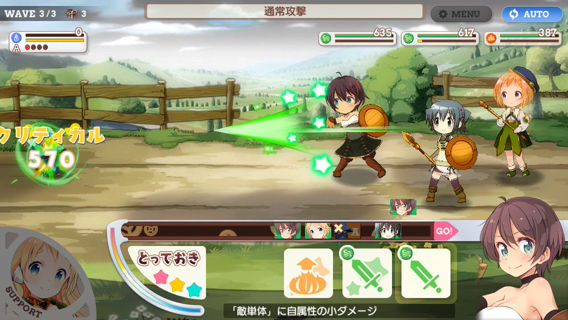 WAVE 3/3 3
通常攻撃
MENU
AUTO
0
A
635
617
387
クリティカル
570
GO!
とっておき
SUPPORT
「敵単体」に自属性の小ダメージ